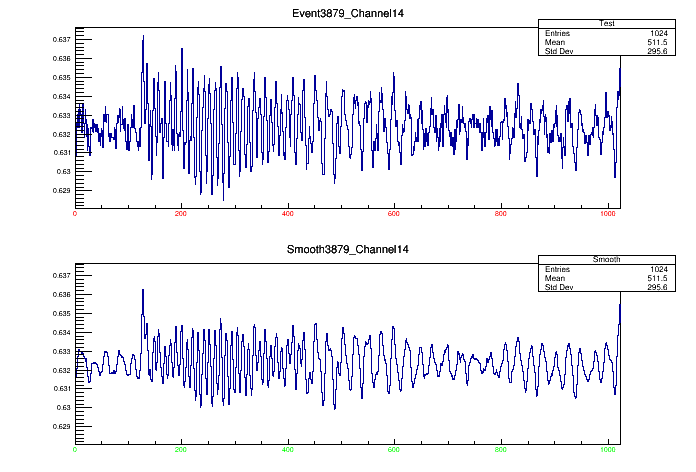 Event3879_Channel14
Test
Entries 1024
Mean 511.5
Std Dev 295.6
0.637
0.636
0.635
0.634
0.633
0.632
0.631
0.63
0.629
0 200 400 600 800 1000
Smooth3879_Channel14
Smooth
Entries 1024
Mean 511.5
Std Dev 295.6
0.637
0.636
0.635
0.634
0.633
0.632
0.631
0.63
0.629
0 200 400 600 800 1000